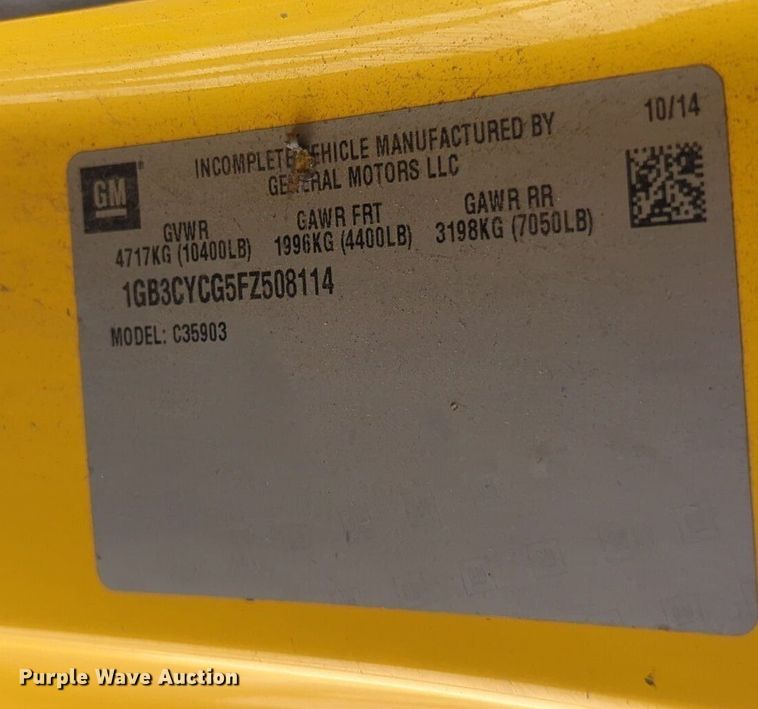 10/14
INCOMPLETE VEHICLE MANUFACTURED BY
GENERAL MOTORS LLC
GM
GVWR GAWR FRT GAWR RR
4717KG (10400LB) 1996KG (4400LB) 3198KG (7050LB)
1GB3CYCG5FZ508114
MODEL: C35903
Purple Wave Auction